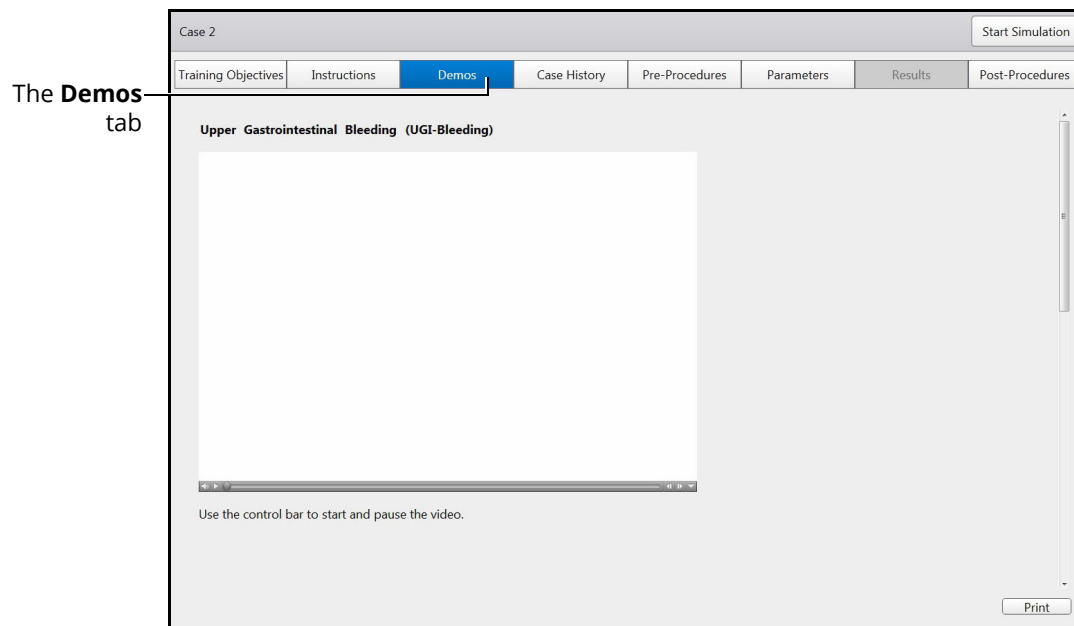 Case 2
Start Simulation
Training Objectives Instructions Demos Case History Pre-Procedures Parameters Results Post-Procedures
The Demos
tab
Upper Gastrointestinal Bleeding (UGI-Bleeding)
Use the control bar to start and pause the video.
Print